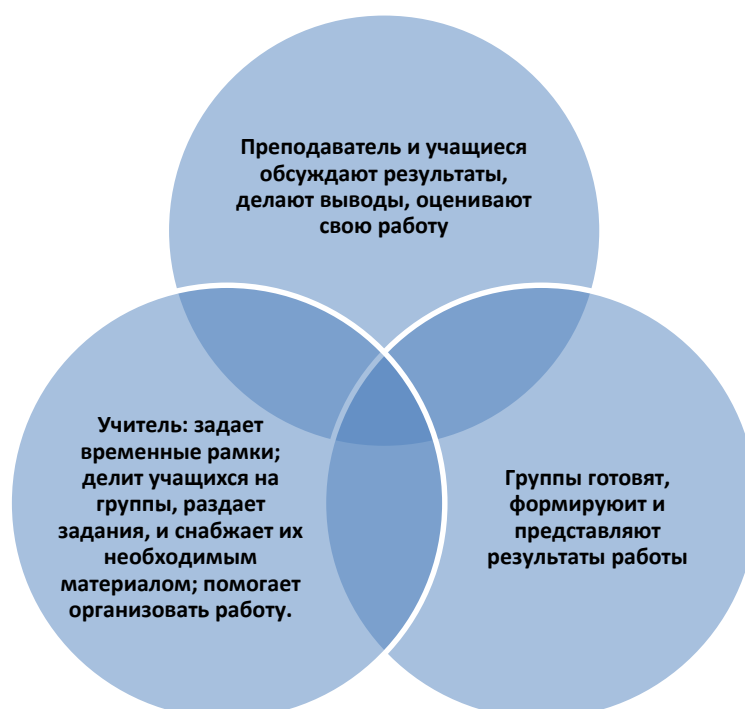 Преподаватель и учащиеся
обсуждают результаты,
делают выводы, оценивают
свою работу
Учитель: задает
временные рамки;
делит учащихся на
группы, раздает
задания, и снабжает их
необходимым
материалом; помогает
организовать работу.
Группы готовят,
формируюит и
представляют
результаты работы